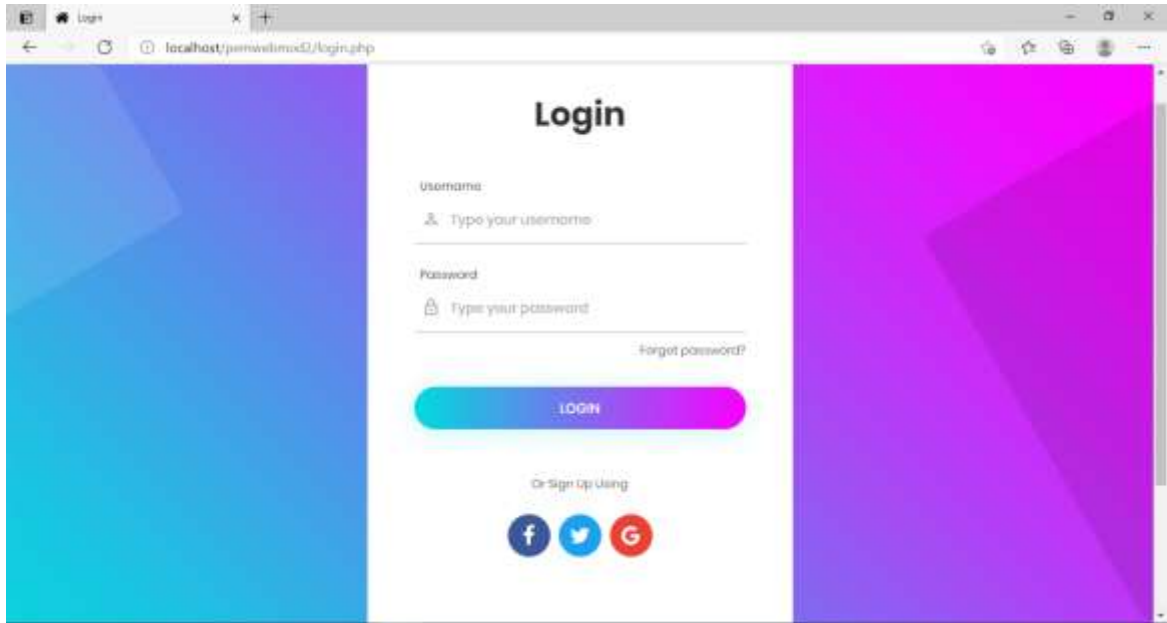 Login
localhost/pemwebmod2/login.php
Login
Username
Type your username
Password
Type your password
Forgot password?
LOGIN
Or Sign Up Using
f
G